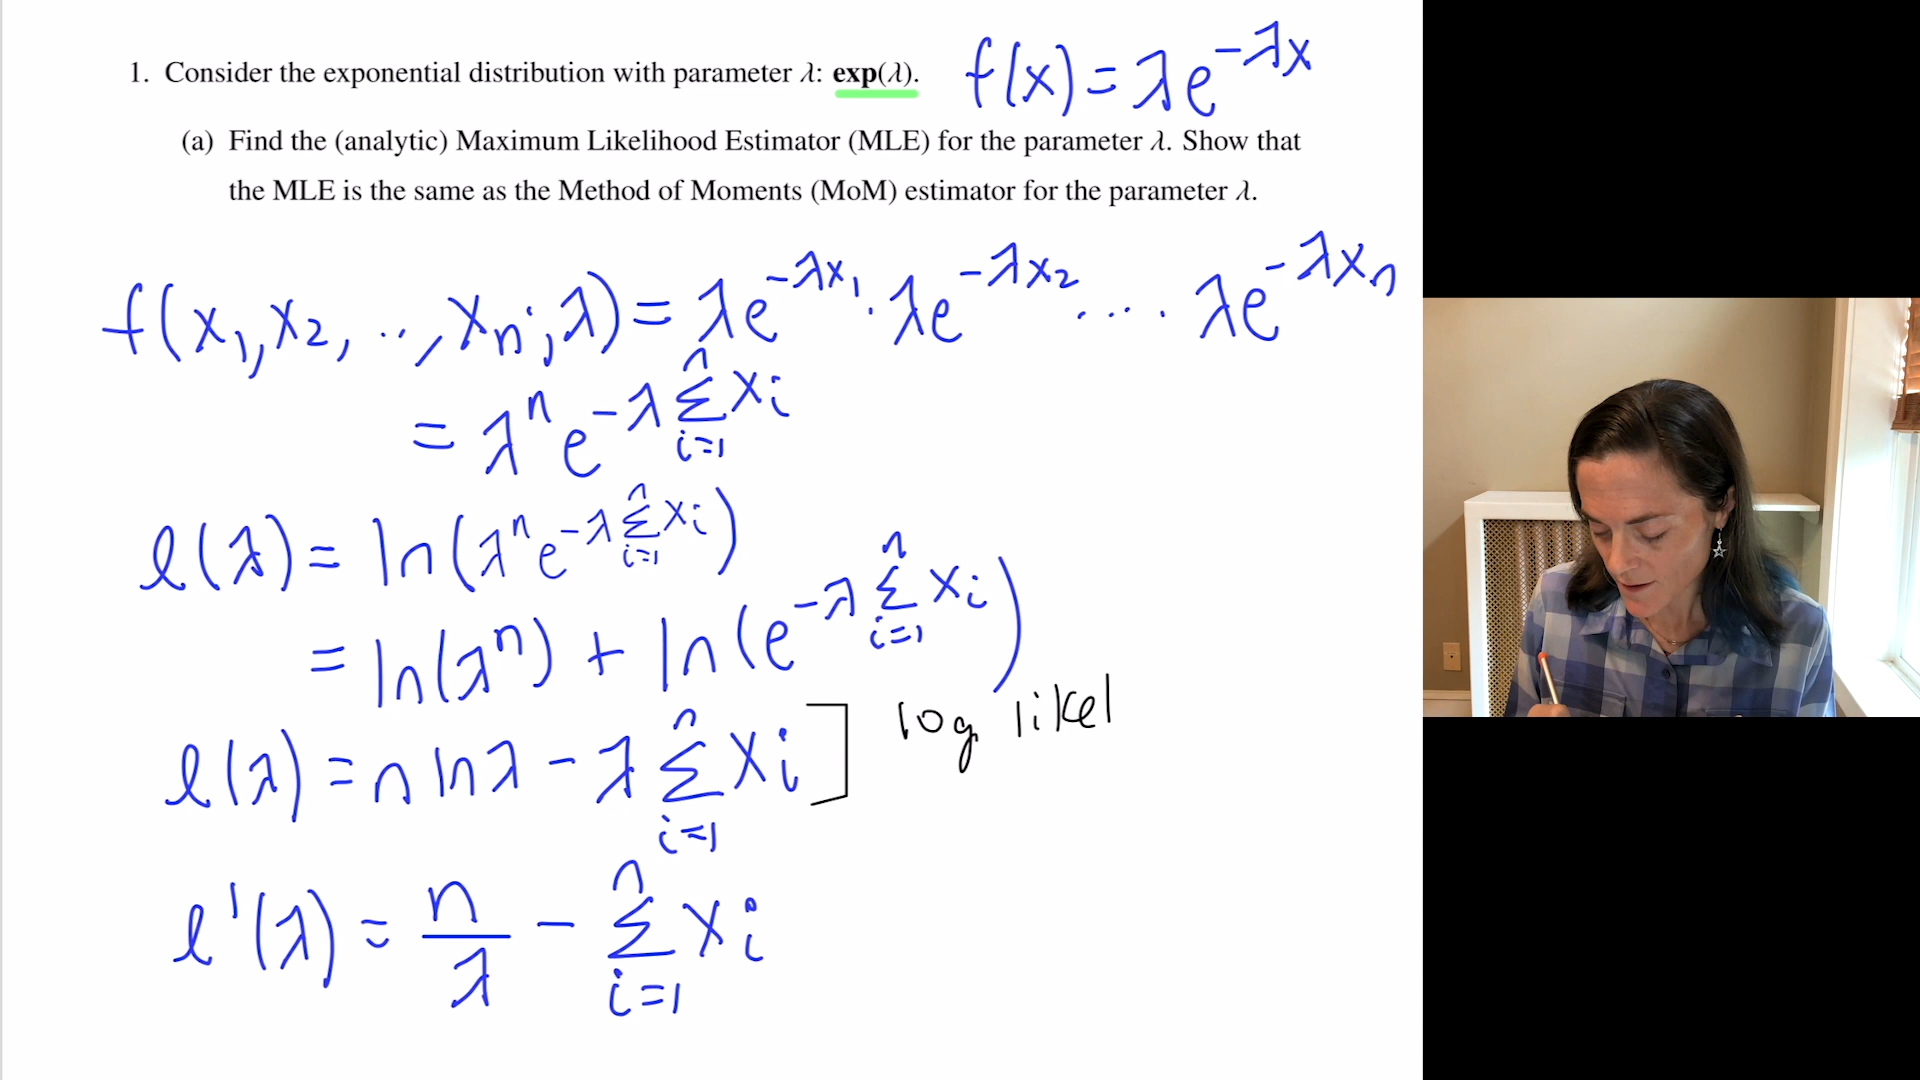 1. Consider the exponential distribution with parameter λ: exp(λ). f(x) = λe^{-λx}
(a) Find the (analytic) Maximum Likelihood Estimator (MLE) for the parameter λ. Show that
the MLE is the same as the Method of Moments (MoM) estimator for the parameter λ.
f(x₁, x₂, ..., xₙ; λ) = λe^{-λx₁} · λe^{-λx₂} · ... · λe^{-λxₙ}
= λⁿ e^{-λ Σ_{i=1}^{n} xᵢ}
ℓ(λ) = ln(λⁿ e^{-λ Σ_{i=1}^{n} xᵢ})
= ln(λⁿ) + ln(e^{-λ Σ_{i=1}^{n} xᵢ})
ℓ(λ) = n ln λ - λ Σ_{i=1}^{n} xᵢ ] log likel
ℓ'(λ) = n/λ - Σ_{i=1}^{n} xᵢ